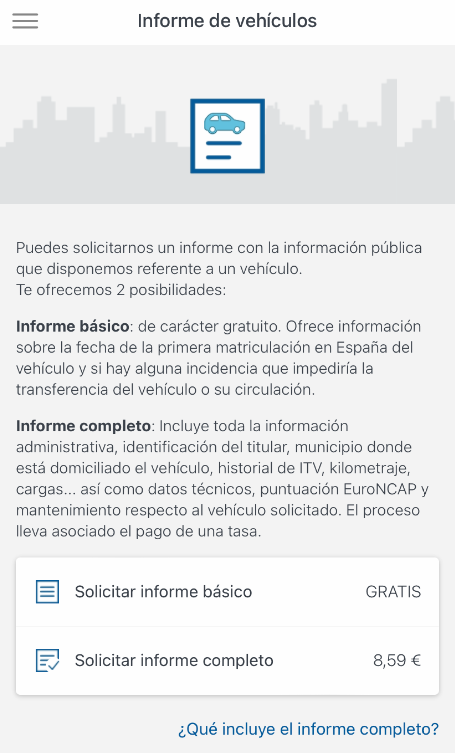 Informe de vehículos
Puedes solicitarnos un informe con la información pública
que disponemos referente a un vehículo.
Te ofrecemos 2 posibilidades:
Informe básico: de carácter gratuito. Ofrece información
sobre la fecha de la primera matriculación en España del
vehículo y si hay alguna incidencia que impediría la
transferencia del vehículo o su circulación.
Informe completo: Incluye toda la información
administrativa, identificación del titular, municipio donde
está domiciliado el vehículo, historial de ITV, kilometraje,
cargas... así como datos técnicos, puntuación EuroNCAP y
mantenimiento respecto al vehículo solicitado. El proceso
lleva asociado el pago de una tasa.
Solicitar informe básico GRATIS
Solicitar informe completo 8,59 €
¿Qué incluye el informe completo?